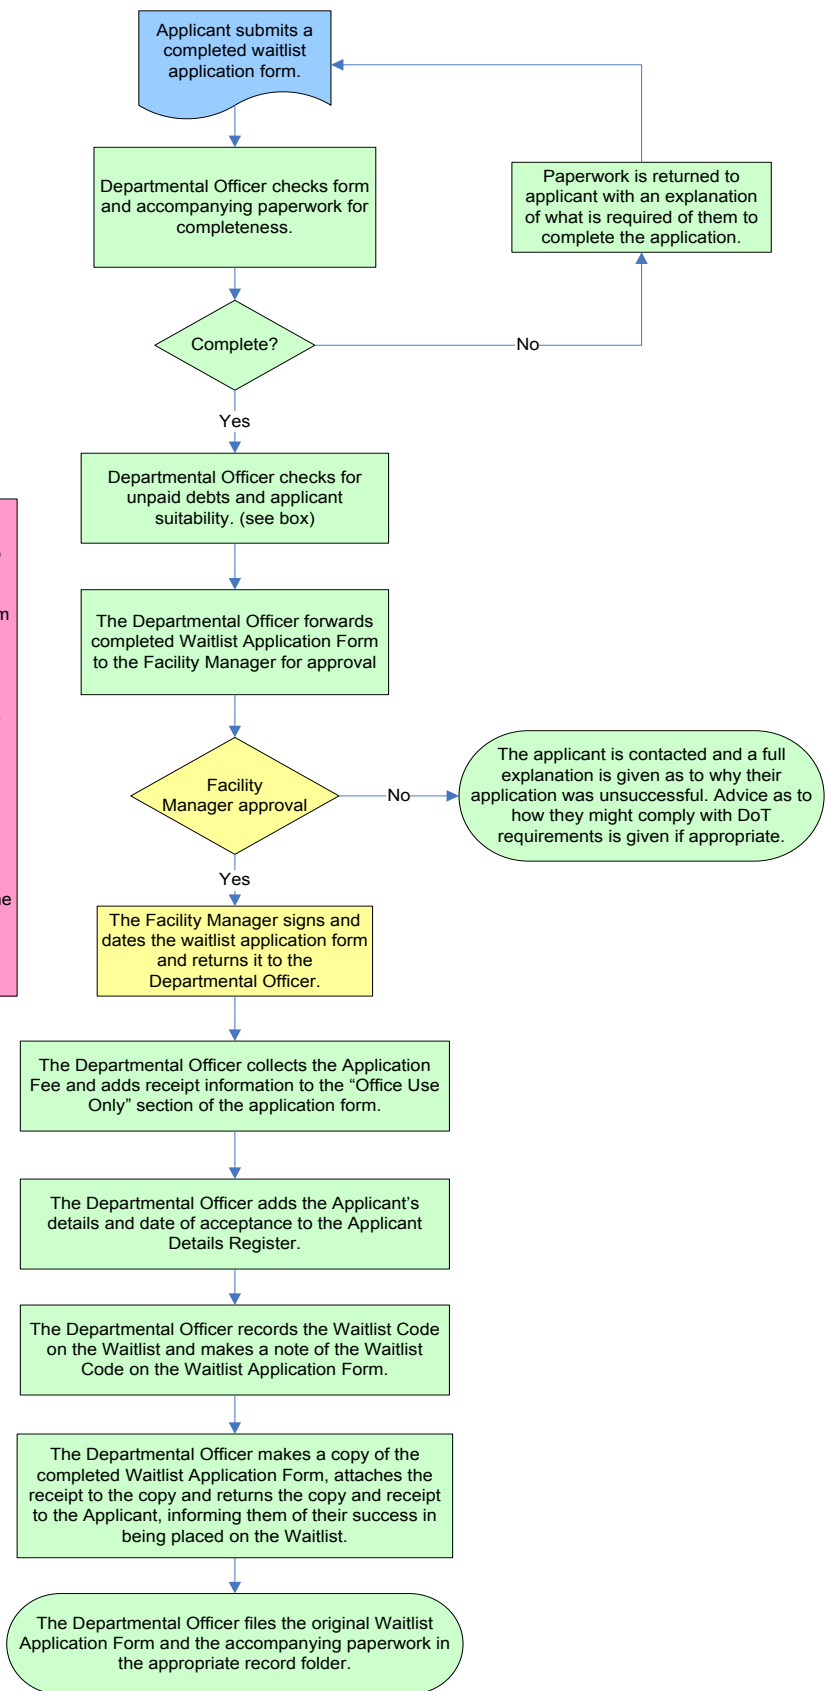 Applicant submits a
completed waitlist
application form.
Departmental Officer checks form
and accompanying paperwork for
completeness.
Paperwork is returned to
applicant with an explanation
of what is required of them to
complete the application.
Complete?
No
Yes
Departmental Officer checks for
unpaid debts and applicant
suitability. (see box)
The Departmental Officer forwards
completed Waitlist Application Form
to the Facility Manager for approval
Facility
Manager approval
No
The applicant is contacted and a full
explanation is given as to why their
application was unsuccessful. Advice as to
how they might comply with DoT
requirements is given if appropriate.
Yes
The Facility Manager signs and
dates the waitlist application form
and returns it to the
Departmental Officer.
The Departmental Officer collects the Application
Fee and adds receipt information to the “Office Use
Only” section of the application form.
The Departmental Officer adds the Applicant’s
details and date of acceptance to the Applicant
Details Register.
The Departmental Officer records the Waitlist Code
on the Waitlist and makes a note of the Waitlist
Code on the Waitlist Application Form.
The Departmental Officer makes a copy of the
completed Waitlist Application Form, attaches the
receipt to the copy and returns the copy and receipt
to the Applicant, informing them of their success in
being placed on the Waitlist.
The Departmental Officer files the original Waitlist
Application Form and the accompanying paperwork in
the appropriate record folder.